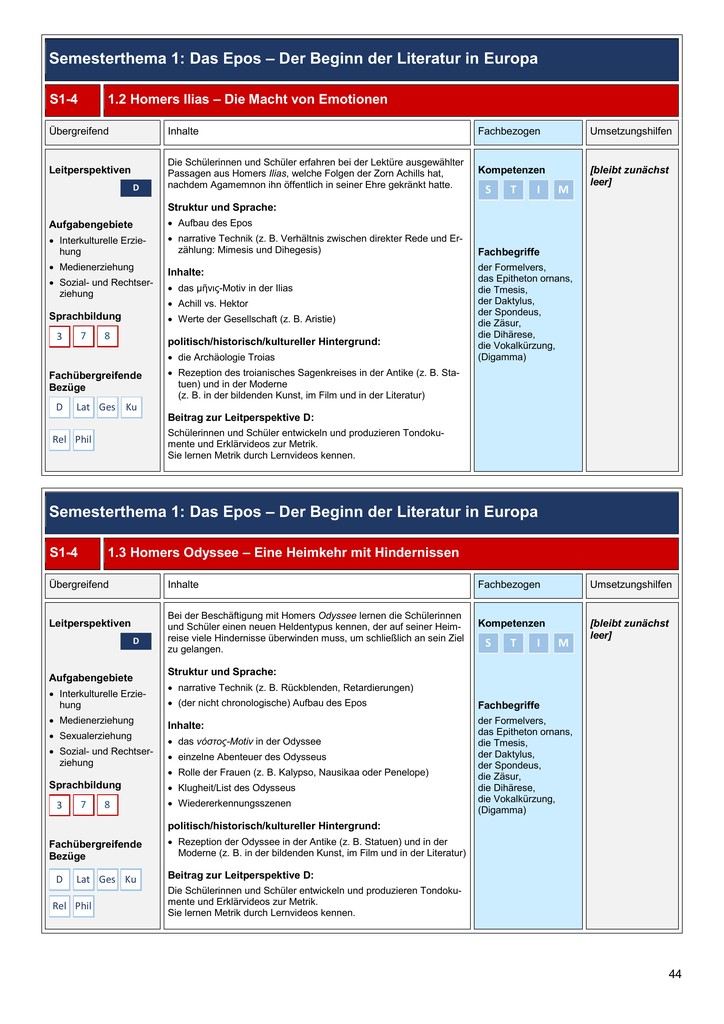 Semesterthema 1: Das Epos – Der Beginn der Literatur in Europa
S1-4
1.2 Homers Ilias – Die Macht von Emotionen
Übergreifend
Inhalte
Fachbezogen
Umsetzungshilfen
Leitperspektiven
D
Aufgabengebiete
• Interkulturelle Erzie-
hung
• Medienerziehung
• Sozial- und Rechtser-
ziehung
Sprachbildung
3 7 8
Fachübergreifende
Bezüge
D Lat Ges Ku
Rel Phil
Die Schülerinnen und Schüler erfahren bei der Lektüre ausgewählter
Passagen aus Homers Ilias, welche Folgen der Zorn Achills hat,
nachdem Agamemnon ihn öffentlich in seiner Ehre gekränkt hatte.
Struktur und Sprache:
• Aufbau des Epos
• narrative Technik (z. B. Verhältnis zwischen direkter Rede und Er-
zählung: Mimesis und Dihegesis)
Inhalte:
• das μῆνις-Motiv in der Ilias
• Achill vs. Hektor
• Werte der Gesellschaft (z. B. Aristie)
politisch/historisch/kultureller Hintergrund:
• die Archäologie Troias
• Rezeption des troianischen Sagenkreises in der Antike (z. B. Sta-
tuen) und in der Moderne
(z. B. in der bildenden Kunst, im Film und in der Literatur)
Beitrag zur Leitperspektive D:
Schülerinnen und Schüler entwickeln und produzieren Tondoku-
mente und Erklärvideos zur Metrik.
Sie lernen Metrik durch Lernvideos kennen.
Kompetenzen
S T I M
Fachbegriffe
der Formelvers,
das Epitheton ornans,
die Tmesis,
der Daktylus,
der Spondeus,
die Zäsur,
die Dihärese,
die Vokalkürzung,
(Digamma)
[bleibt zunächst
leer]
Semesterthema 1: Das Epos – Der Beginn der Literatur in Europa
S1-4
1.3 Homers Odyssee – Eine Heimkehr mit Hindernissen
Übergreifend
Inhalte
Fachbezogen
Umsetzungshilfen
Leitperspektiven
D
Aufgabengebiete
• Interkulturelle Erzie-
hung
• Medienerziehung
• Sexualerziehung
• Sozial- und Rechtser-
ziehung
Sprachbildung
3 7 8
Fachübergreifende
Bezüge
D Lat Ges Ku
Rel Phil
Bei der Beschäftigung mit Homers Odyssee lernen die Schülerinnen
und Schüler einen neuen Heldentypus kennen, der auf seiner Heim-
reise viele Hindernisse überwinden muss, um schließlich an sein Ziel
zu gelangen.
Struktur und Sprache:
• narrative Technik (z. B. Rückblenden, Retardierungen)
• (der nicht chronologische) Aufbau des Epos
Inhalte:
• das νόστος-Motiv in der Odyssee
• einzelne Abenteuer des Odysseus
• Rolle der Frauen (z. B. Kalypso, Nausikaa oder Penelope)
• Klugheit/List des Odysseus
• Wiedererkennungsszenen
politisch/historisch/kultureller Hintergrund:
• Rezeption der Odyssee in der Antike (z. B. Statuen) und in der
Moderne (z. B. in der bildenden Kunst, im Film und in der Literatur)
Beitrag zur Leitperspektive D:
Die Schülerinnen und Schüler entwickeln und produzieren Tondoku-
mente und Erklärvideos zur Metrik.
Sie lernen Metrik durch Lernvideos kennen.
Kompetenzen
S T I M
Fachbegriffe
der Formelvers,
das Epitheton ornans,
die Tmesis,
der Daktylus,
der Spondeus,
die Zäsur,
die Dihärese,
die Vokalkürzung,
(Digamma)
[bleibt zunächst
leer]
44